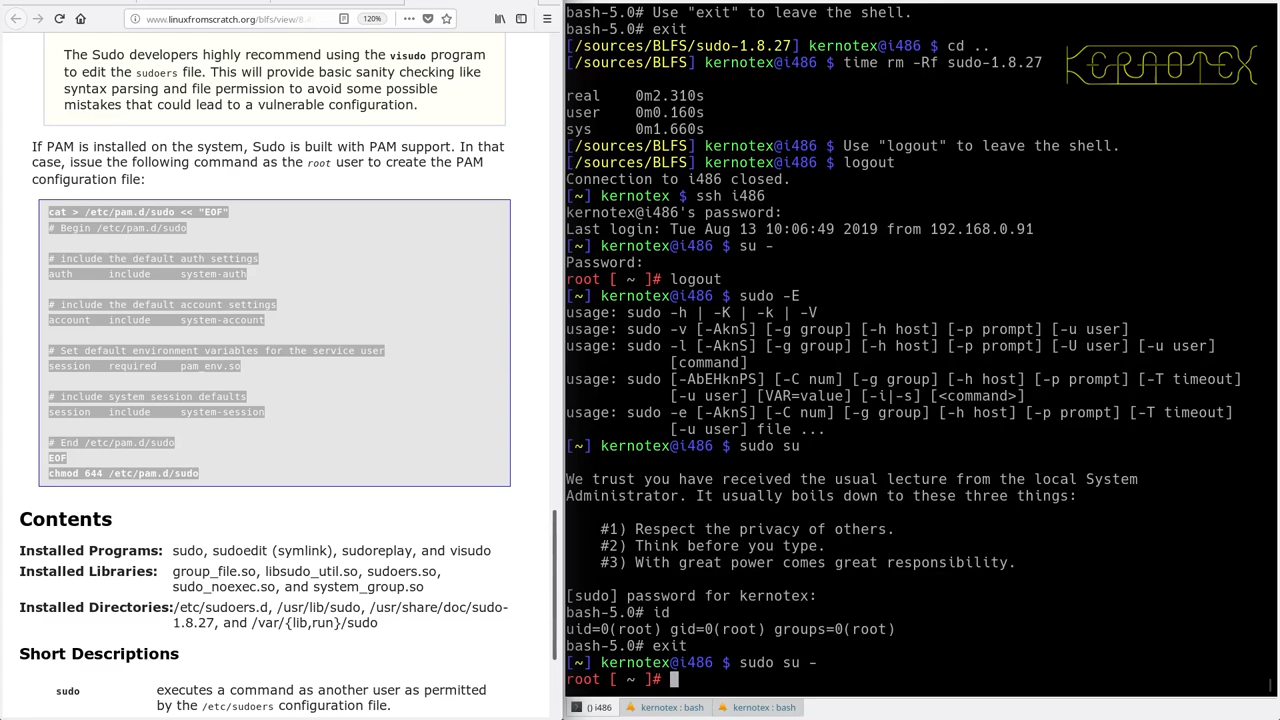 www.linuxfromscratch.org/blfs/view/8.4
120%
The Sudo developers highly recommend using the visudo program
to edit the sudoers file. This will provide basic sanity checking like
syntax parsing and file permission to avoid some possible
mistakes that could lead to a vulnerable configuration.
If PAM is installed on the system, Sudo is built with PAM support. In that
case, issue the following command as the root user to create the PAM
configuration file:
cat > /etc/pam.d/sudo << "EOF"
# Begin /etc/pam.d/sudo
# include the default auth settings
auth      include     system-auth
# include the default account settings
account   include     system-account
# Set default environment variables for the service user
session   required    pam_env.so
# include system session defaults
session   include     system-session
# End /etc/pam.d/sudo
EOF
chmod 644 /etc/pam.d/sudo
Contents
Installed Programs: sudo, sudoedit (symlink), sudoreplay, and visudo
Installed Libraries: group_file.so, libsudo_util.so, sudoers.so,
sudo_noexec.so, and system_group.so
Installed Directories: /etc/sudoers.d, /usr/lib/sudo, /usr/share/doc/sudo-
1.8.27, and /var/{lib,run}/sudo
Short Descriptions
sudo executes a command as another user as permitted
by the /etc/sudoers configuration file.
bash-5.0# Use "exit" to leave the shell.
bash-5.0# exit
[/sources/BLFS/sudo-1.8.27] kernotex@i486 $ cd ..
[/sources/BLFS] kernotex@i486 $ time rm -Rf sudo-1.8.27
KERNOTEX
real    0m2.310s
user    0m0.160s
sys     0m1.660s
[/sources/BLFS] kernotex@i486 $ Use "logout" to leave the shell.
[/sources/BLFS] kernotex@i486 $ logout
Connection to i486 closed.
[~] kernotex $ ssh i486
kernotex@i486's password:
Last login: Tue Aug 13 10:06:49 2019 from 192.168.0.91
[~] kernotex@i486 $ su -
Password:
root [ ~ ]# logout
[~] kernotex@i486 $ sudo -E
usage: sudo -h | -K | -k | -V
usage: sudo -v [-AknS] [-g group] [-h host] [-p prompt] [-u user]
usage: sudo -l [-AknS] [-g group] [-h host] [-p prompt] [-U user] [-u user]
[command]
usage: sudo [-AbEHknPS] [-C num] [-g group] [-h host] [-p prompt] [-T timeout]
[-u user] [VAR=value] [-i|-s] [<command>]
usage: sudo -e [-AknS] [-C num] [-g group] [-h host] [-p prompt] [-T timeout]
[-u user] file ...
[~] kernotex@i486 $ sudo su
We trust you have received the usual lecture from the local System
Administrator. It usually boils down to these three things:
#1) Respect the privacy of others.
#2) Think before you type.
#3) With great power comes great responsibility.
[sudo] password for kernotex:
bash-5.0# id
uid=0(root) gid=0(root) groups=0(root)
bash-5.0# exit
[~] kernotex@i486 $ sudo su -
root [ ~ ]#
() i486
kernotex : bash
kernotex : bash